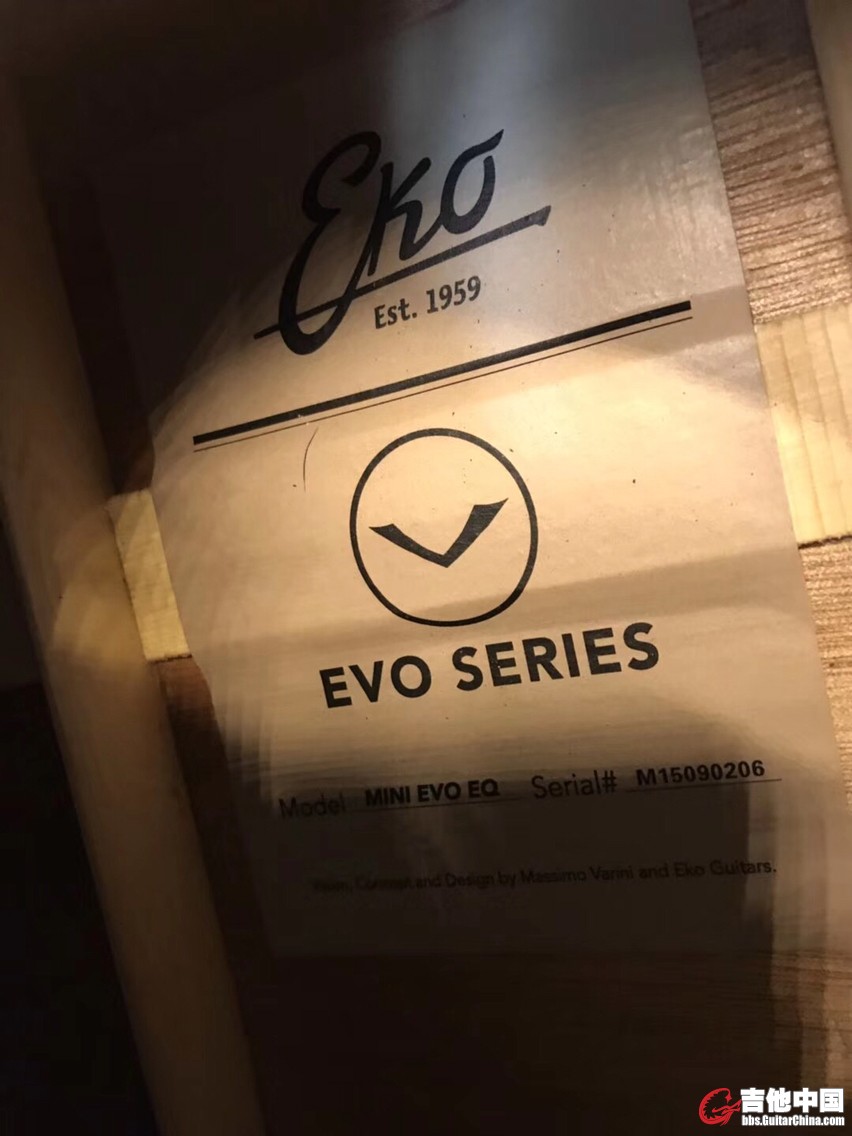 Eko
Est. 1959
EVO SERIES
Model MINI EVO EQ Serial# M15090206
Vision, Concept and Design by Massimo Varini and Eko Guitars.
吉他中国
bbs.GuitarChina.com